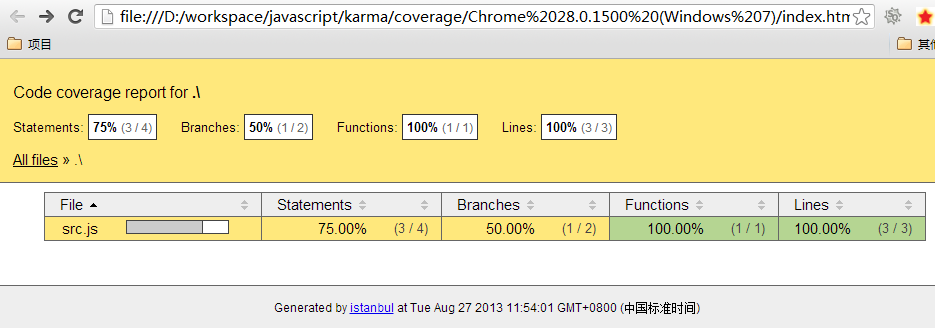 file:///D:/workspace/javascript/karma/coverage/Chrome%2028.0.1500%20(Windows%207)/index.htm
项目
其他
Code coverage report for .\
Statements: 75% (3 / 4) Branches: 50% (1 / 2) Functions: 100% (1 / 1) Lines: 100% (3 / 3)
All files » .\
File Statements Branches Functions Lines
src.js 75.00% (3 / 4) 50.00% (1 / 2) 100.00% (1 / 1) 100.00% (3 / 3)
Generated by istanbul at Tue Aug 27 2013 11:54:01 GMT+0800 (中国标准时间)